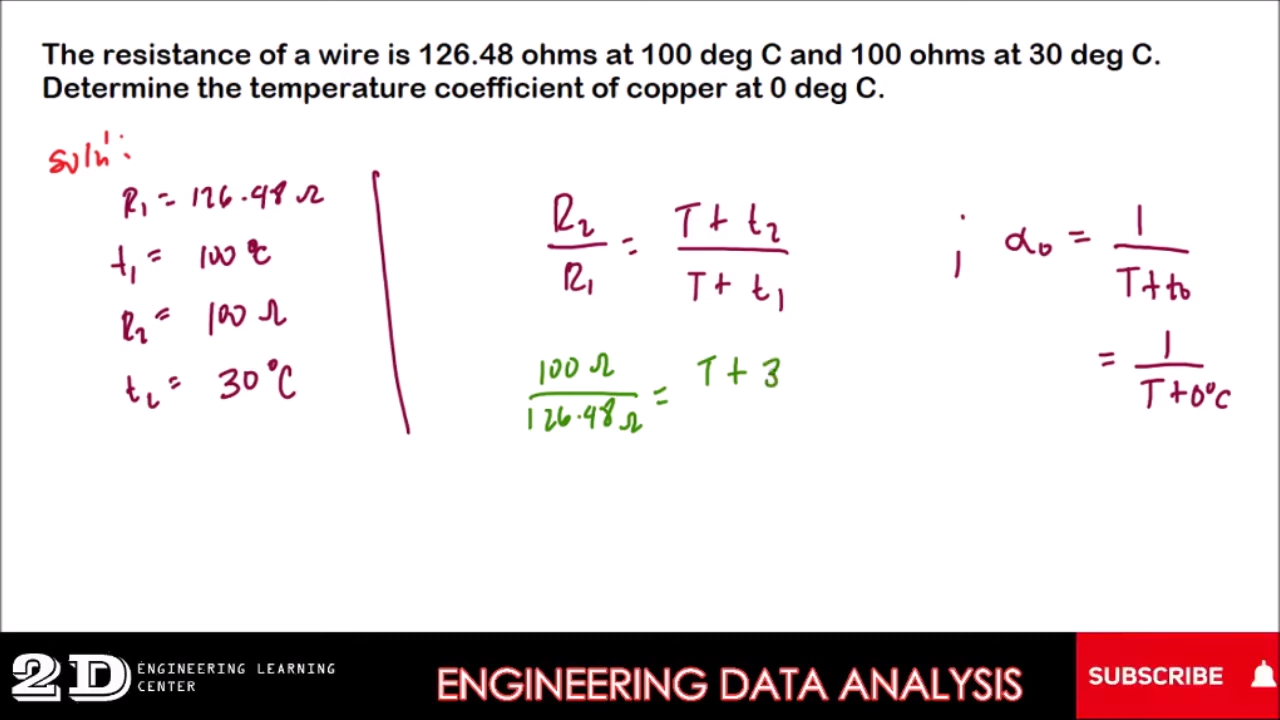 The resistance of a wire is 126.48 ohms at 100 deg C and 100 ohms at 30 deg C.
Determine the temperature coefficient of copper at 0 deg C.
sol'n:
R₁ = 126.48 Ω
t₁ = 100 °C
R₂ = 100 Ω
t₂ = 30°C
R₂/R₁ = T + t₂/T + t₁ ; α₀ = 1/T + t₀
100 Ω/126.48 Ω = T + 3
= 1/T + 0°C
2D ENGINEERING LEARNING
CENTER
ENGINEERING DATA ANALYSIS
SUBSCRIBE